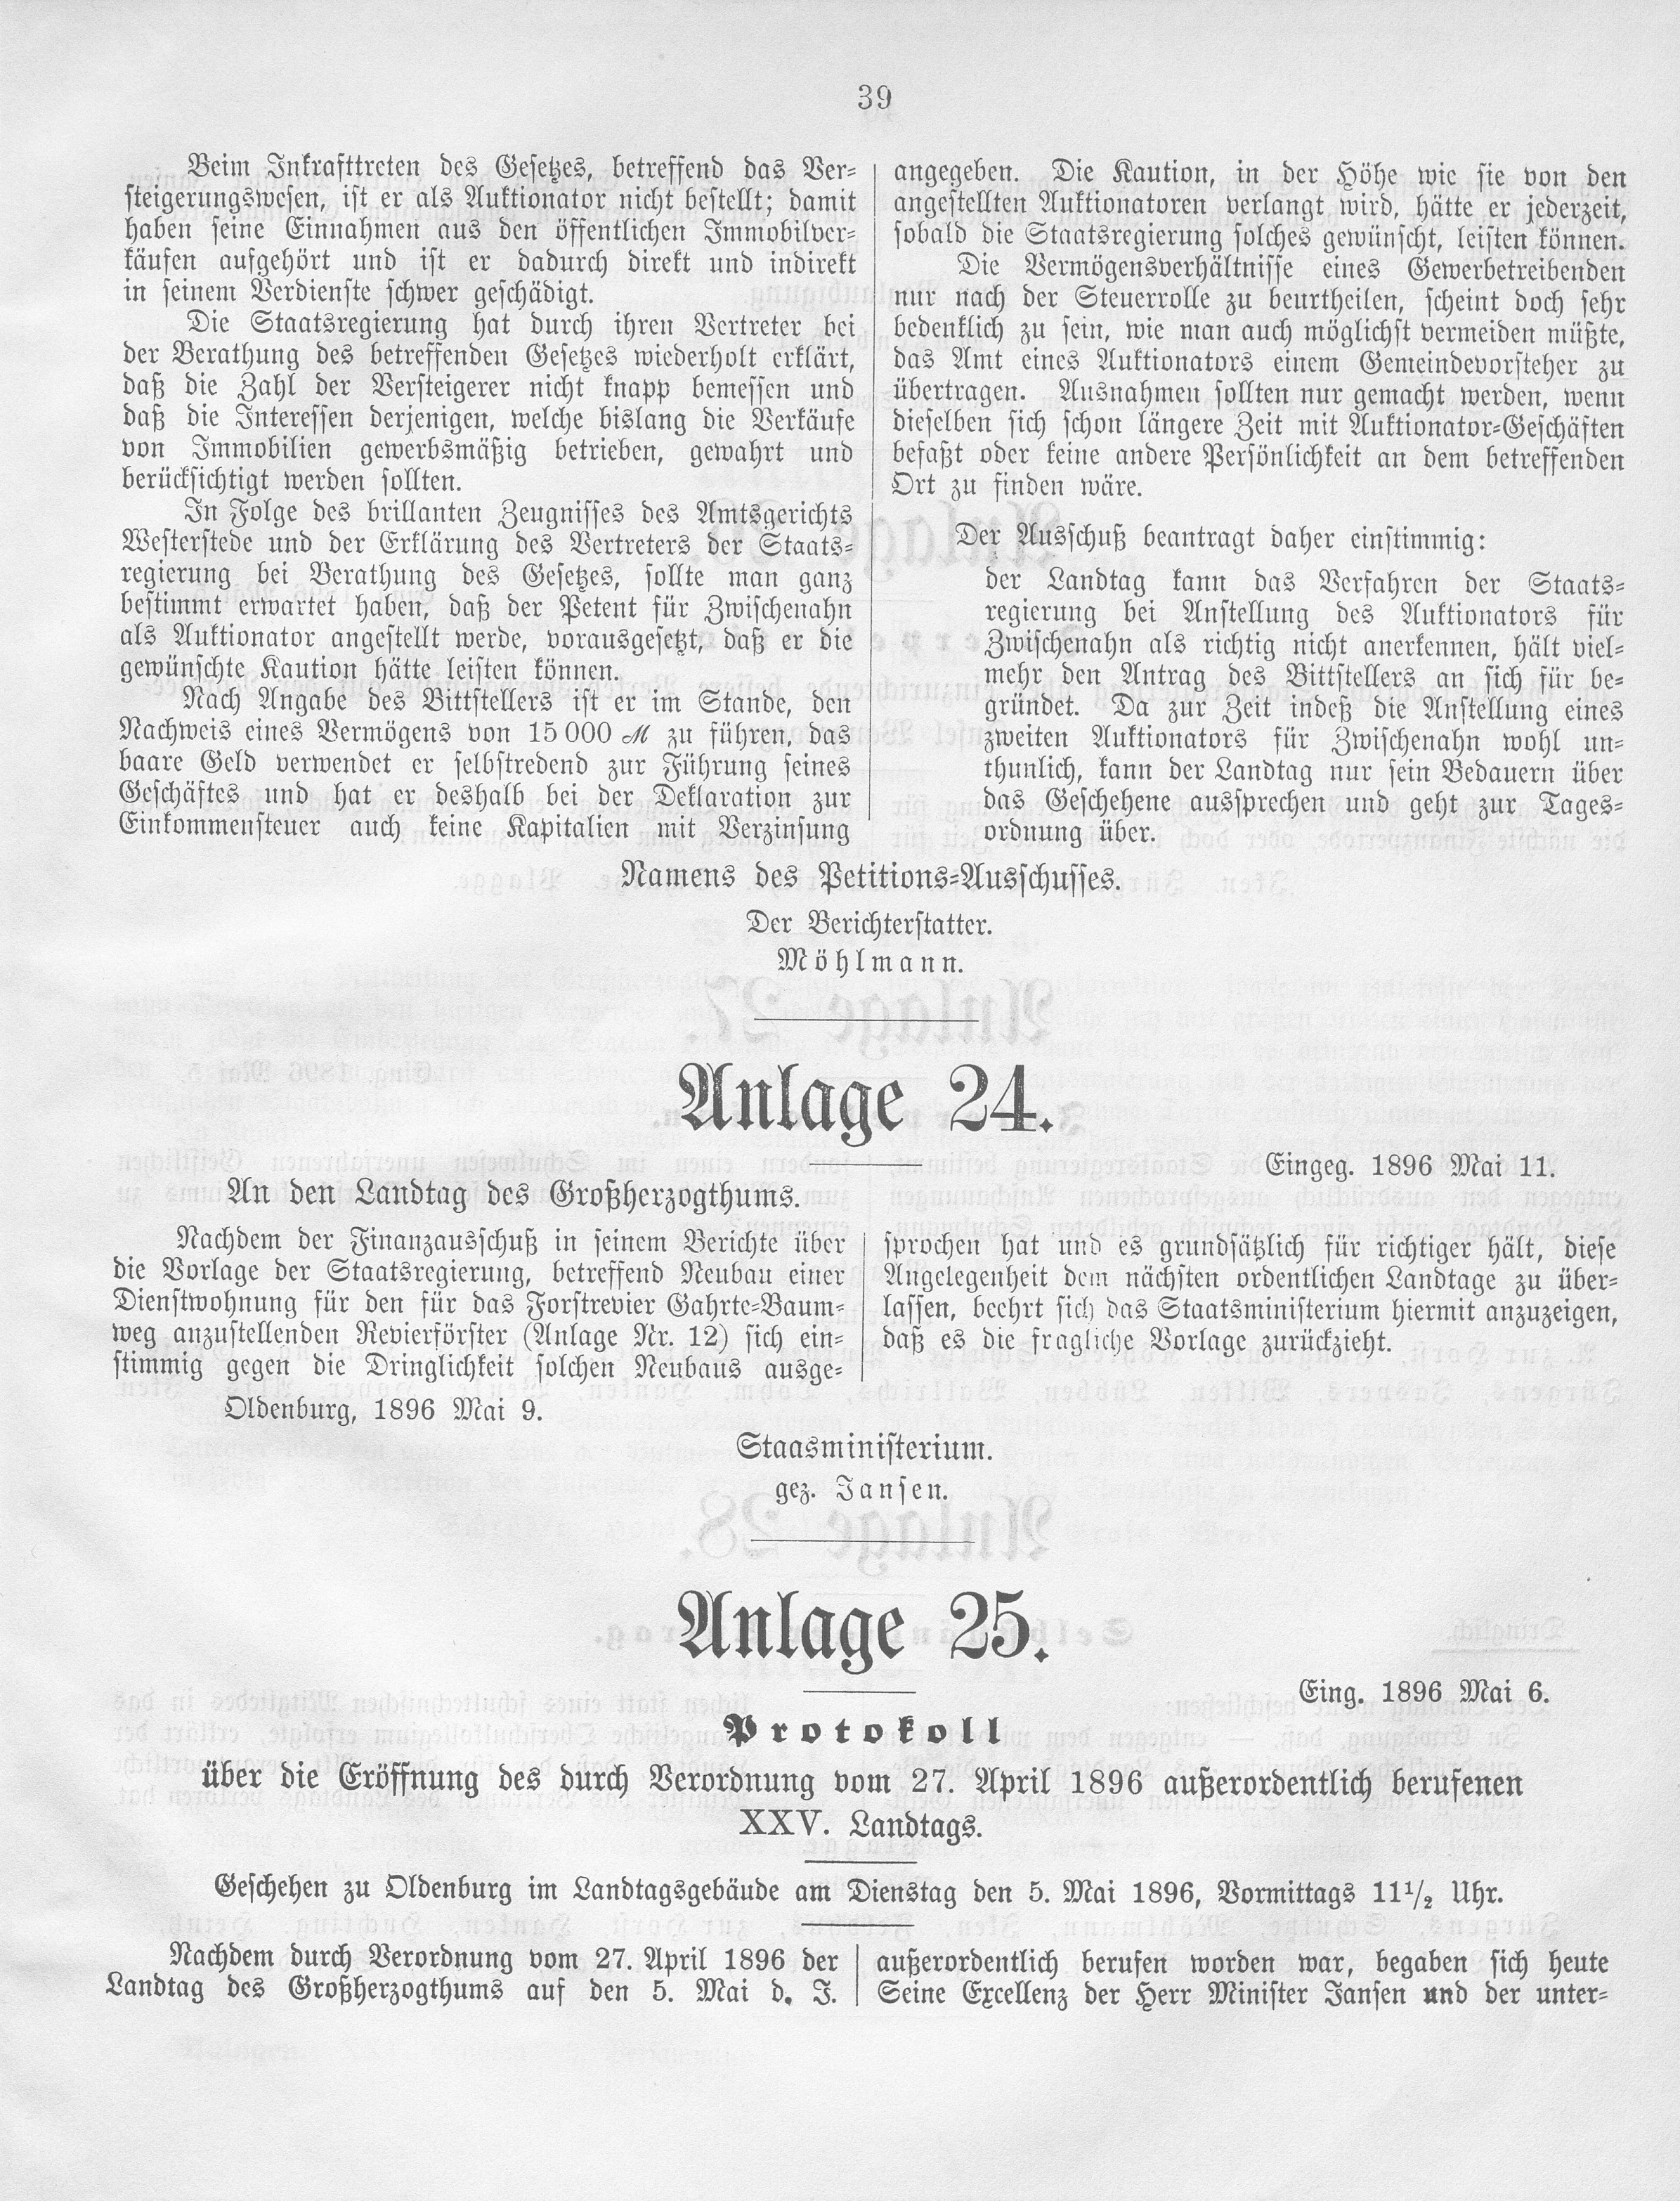 39
Beim Inkrafttreten des Gesetzes, betreffend das Ver-
steigerungswesen, ist er als Auktionator nicht bestellt; damit
haben seine Einnahmen aus den öffentlichen Immobilver-
käufen aufgehört und ist er dadurch direkt und indirekt
in seinem Verdienste schwer geschädigt.
Die Staatsregierung hat durch ihren Vertreter bei
der Berathung des betreffenden Gesetzes wiederholt erklärt,
daß die Zahl der Versteigerer nicht knapp bemessen und
daß die Interessen derjenigen, welche bislang die Verkäufe
von Immobilien gewerbsmäßig betrieben, gewahrt und
berücksichtigt werden sollten.
In Folge des brillanten Zeugnisses des Amtsgerichts
Westerstede und der Erklärung des Vertreters der Staats-
regierung bei Berathung des Gesetzes, sollte man ganz
bestimmt erwartet haben, daß der Petent für Zwischenahn
als Auktionator angestellt werde, vorausgesetzt, daß er die
gewünschte Kaution hätte leisten können.
Nach Angabe des Bittstellers ist er im Stande, den
Nachweis eines Vermögens von 15 000 ℳ zu führen, das
baare Geld verwendet er selbstredend zur Führung seines
Geschäftes und hat er deshalb bei der Deklaration zur
Einkommensteuer auch keine Kapitalien mit Verzinsung
angegeben. Die Kaution, in der Höhe wie sie von den
angestellten Auktionatoren verlangt wird, hätte er jederzeit,
sobald die Staatsregierung solches gewünscht, leisten können.
Die Vermögensverhältnisse eines Gewerbetreibenden
nur nach der Steuerrolle zu beurtheilen, scheint doch sehr
bedenklich zu sein, wie man auch möglichst vermeiden müßte,
das Amt eines Auktionators einem Gemeindevorsteher zu
übertragen. Ausnahmen sollten nur gemacht werden, wenn
dieselben sich schon längere Zeit mit Auktionator-Geschäften
befaßt oder keine andere Persönlichkeit an dem betreffenden
Ort zu finden wäre.
Der Ausschuß beantragt daher einstimmig:
der Landtag kann das Verfahren der Staats-
regierung bei Anstellung des Auktionators für
Zwischenahn als richtig nicht anerkennen, hält viel-
mehr den Antrag des Bittstellers an sich für be-
gründet. Da zur Zeit indeß die Anstellung eines
zweiten Auktionators für Zwischenahn wohl un-
thunlich, kann der Landtag nur sein Bedauern über
das Geschehene aussprechen und geht zur Tages-
ordnung über.
Namens des Petitions-Ausschusses.
Der Berichterstatter.
Möhlmann.
Anlage 24.
Eingeg. 1896 Mai 11.
An den Landtag des Großherzogthums.
Nachdem der Finanzausschuß in seinem Berichte über
die Vorlage der Staatsregierung, betreffend Neubau einer
Dienstwohnung für den für das Forstrevier Gahrte-Baum-
weg anzustellenden Revierförster (Anlage Nr. 12) sich ein-
stimmig gegen die Dringlichkeit solchen Neubaus ausge-
sprochen hat und es grundsätzlich für richtiger hält, diese
Angelegenheit dem nächsten ordentlichen Landtage zu über-
lassen, beehrt sich das Staatsministerium hiermit anzuzeigen,
daß es die fragliche Vorlage zurückzieht.
Oldenburg, 1896 Mai 9.
Staasministerium.
gez. Jansen.
Anlage 25.
Eing. 1896 Mai 6.
Protokoll
über die Eröffnung des durch Verordnung vom 27. April 1896 außerordentlich berufenen
XXV. Landtags.
Geschehen zu Oldenburg im Landtagsgebäude am Dienstag den 5. Mai 1896, Vormittags 11½ Uhr.
Nachdem durch Verordnung vom 27. April 1896 der
Landtag des Großherzogthums auf den 5. Mai d. J.
außerordentlich berufen worden war, begaben sich heute
Seine Excellenz der Herr Minister Jansen und der unter-